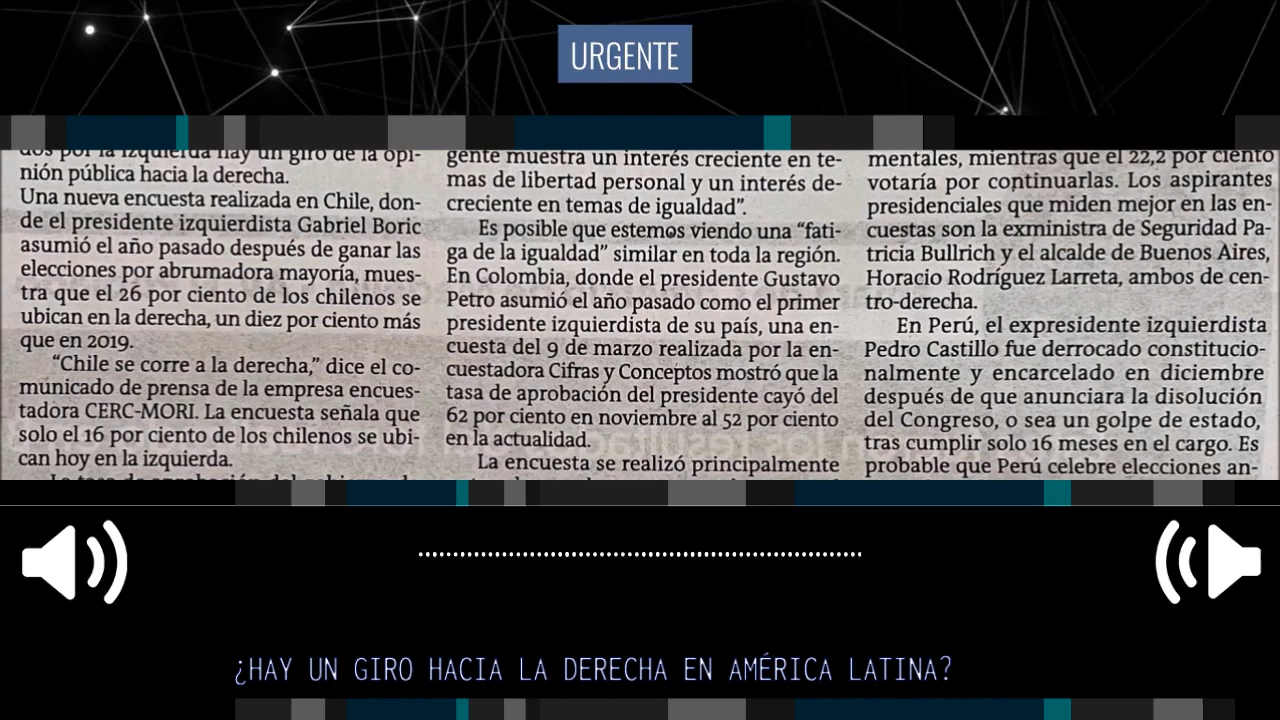 URGENTE
dos por la izquierda hay un giro de la opi-
nión pública hacia la derecha.
Una nueva encuesta realizada en Chile, don-
de el presidente izquierdista Gabriel Boric
asumió el año pasado después de ganar las
elecciones por abrumadora mayoría, mues-
tra que el 26 por ciento de los chilenos se
ubican en la derecha, un diez por ciento más
que en 2019.
“Chile se corre a la derecha,” dice el co-
municado de prensa de la empresa encues-
tadora CERC-MORI. La encuesta señala que
solo el 16 por ciento de los chilenos se ubi-
can hoy en la izquierda.
gente muestra un interés creciente en te-
mas de libertad personal y un interés de-
creciente en temas de igualdad”.
Es posible que estemos viendo una “fati-
ga de la igualdad” similar en toda la región.
En Colombia, donde el presidente Gustavo
Petro asumió el año pasado como el primer
presidente izquierdista de su país, una en-
cuesta del 9 de marzo realizada por la en-
cuestadora Cifras y Conceptos mostró que la
tasa de aprobación del presidente cayó del
62 por ciento en noviembre al 52 por ciento
en la actualidad.
La encuesta se realizó principalmente
mentales, mientras que el 22,2 por ciento
votaría por continuarlas. Los aspirantes
presidenciales que miden mejor en las en-
cuestas son la exministra de Seguridad Pa-
tricia Bullrich y el alcalde de Buenos Aires,
Horacio Rodríguez Larreta, ambos de cen-
tro-derecha.
En Perú, el expresidente izquierdista
Pedro Castillo fue derrocado constitucio-
nalmente y encarcelado en diciembre
después de que anunciara la disolución
del Congreso, o sea un golpe de estado,
tras cumplir solo 16 meses en el cargo. Es
probable que Perú celebre elecciones an-
¿HAY UN GIRO HACIA LA DERECHA EN AMÉRICA LATINA?